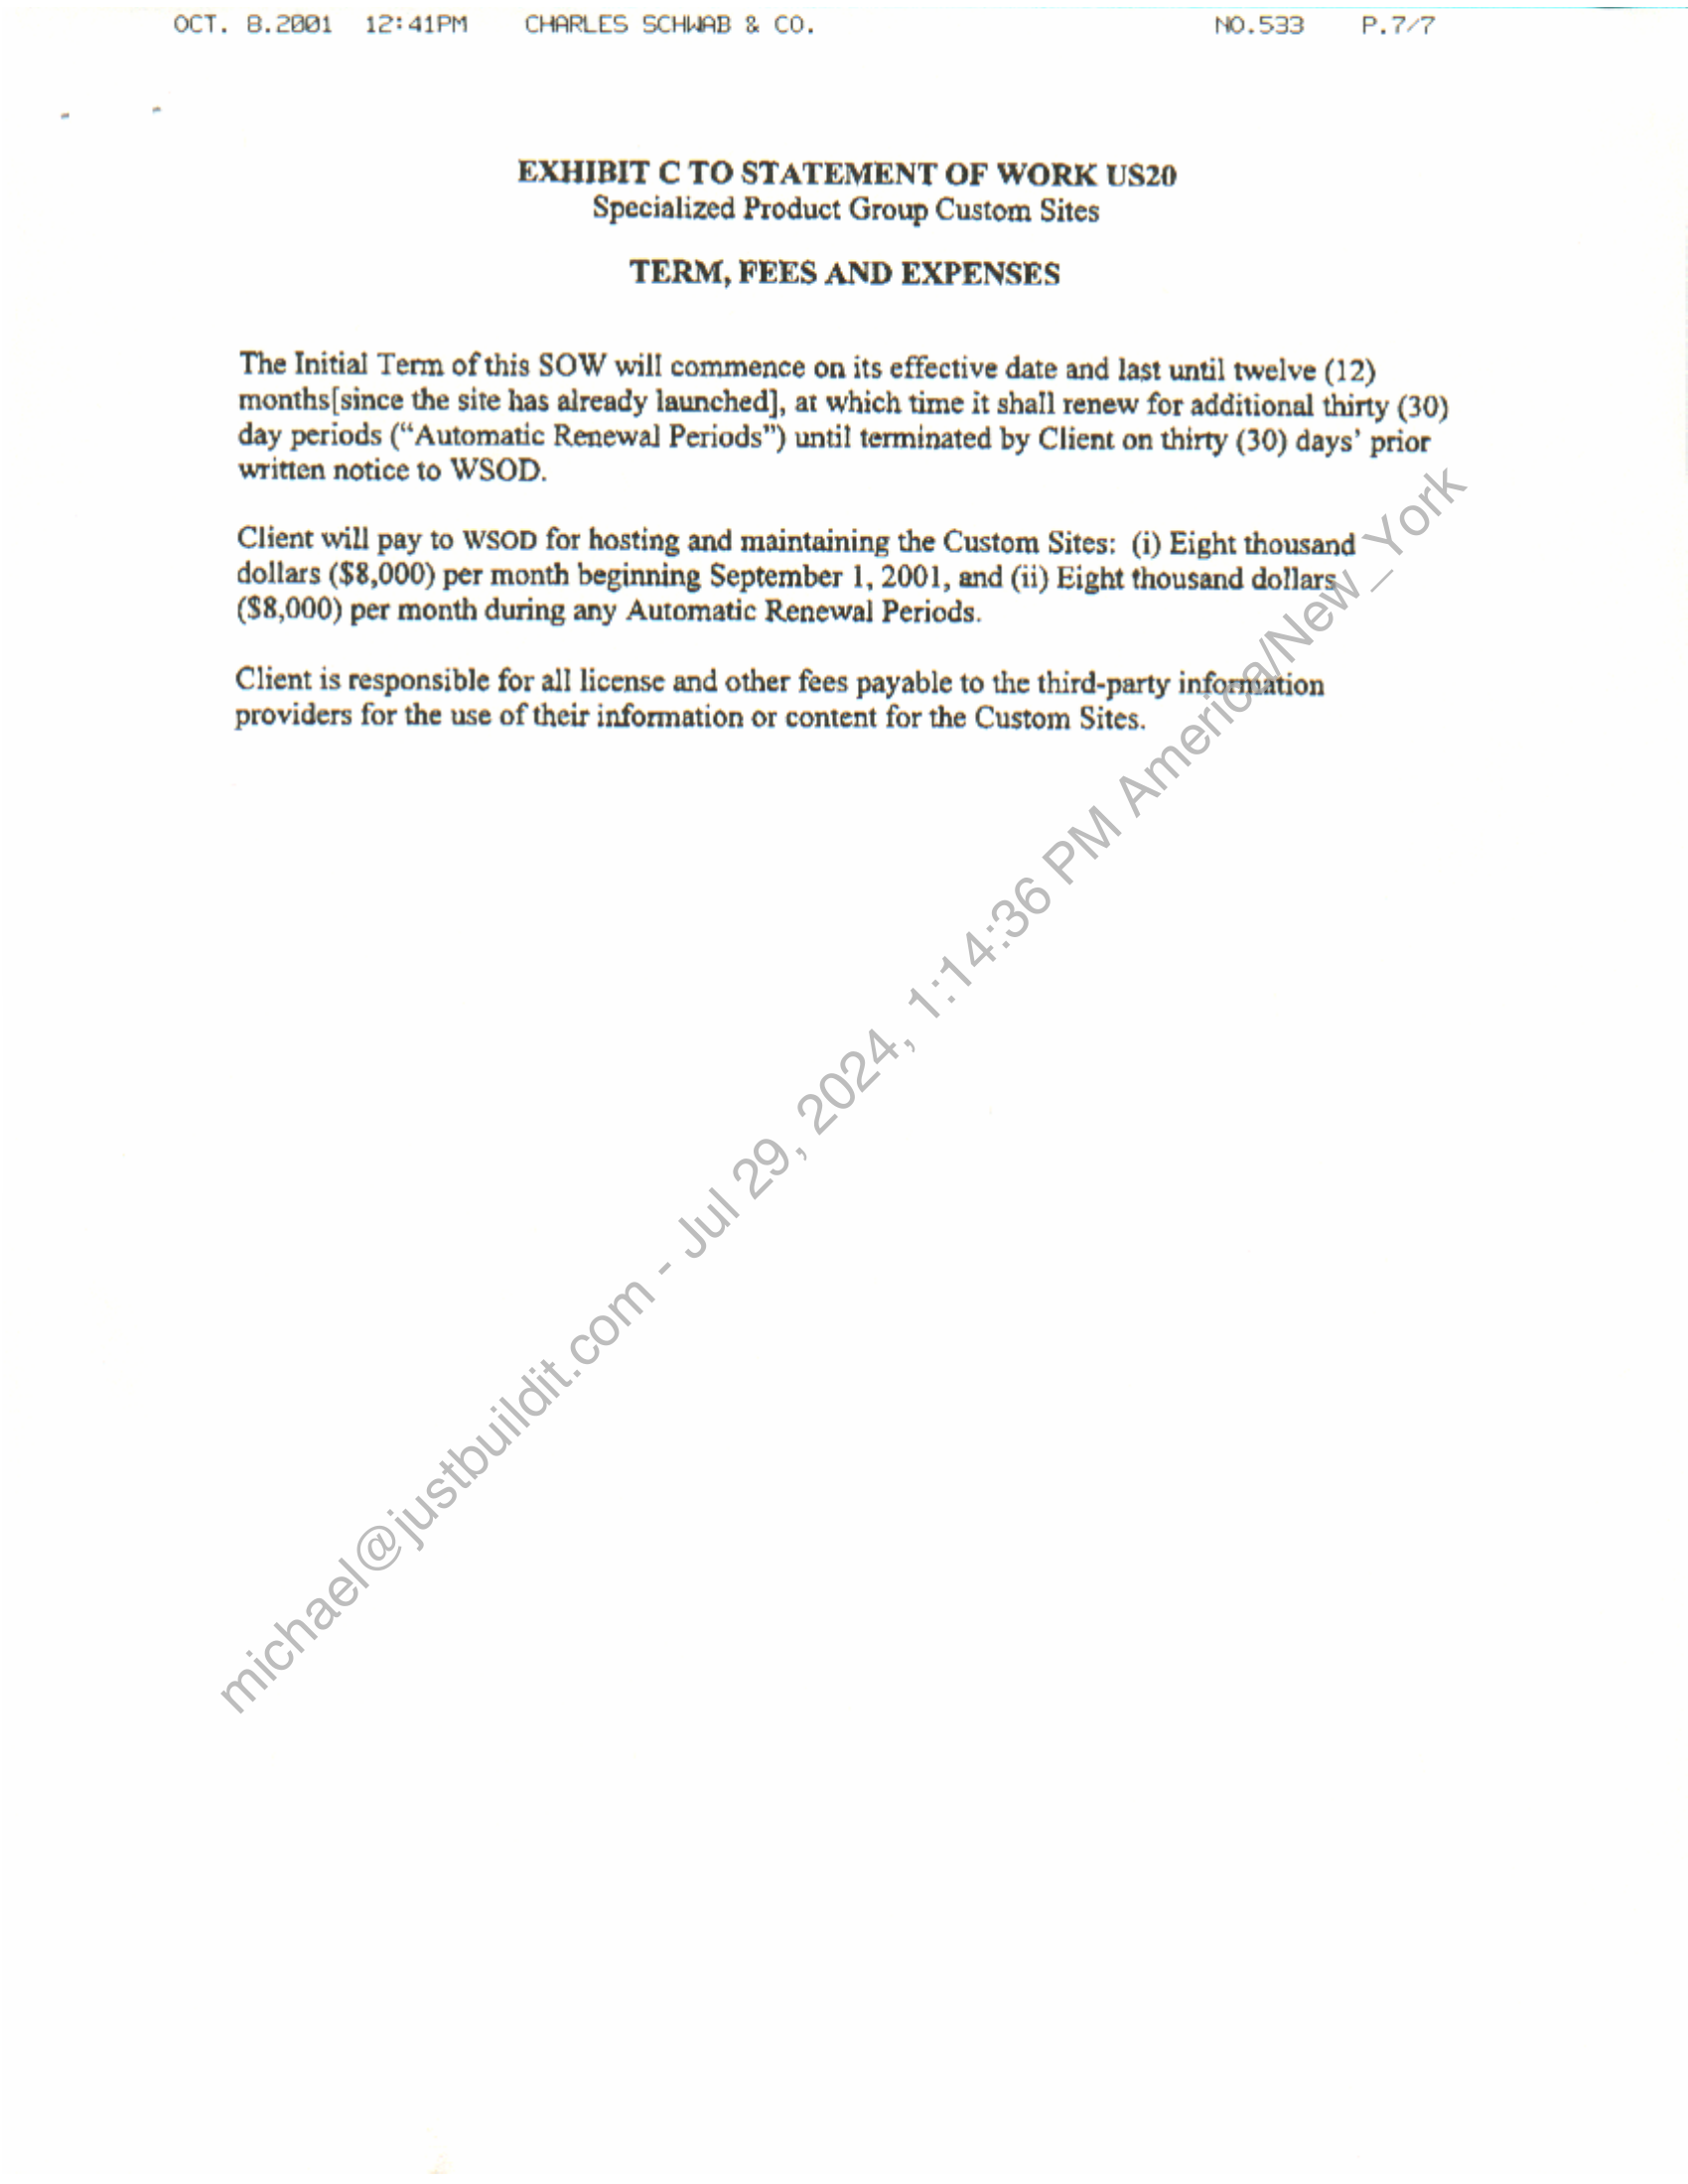 OCT. 8.2001 12:41PM CHARLES SCHWAB & CO. NO.533 P.7/7
EXHIBIT C TO STATEMENT OF WORK US20
Specialized Product Group Custom Sites
TERM, FEES AND EXPENSES
The Initial Term of this SOW will commence on its effective date and last until twelve (12)
months[since the site has already launched], at which time it shall renew for additional thirty (30)
day periods (“Automatic Renewal Periods”) until terminated by Client on thirty (30) days’ prior
written notice to WSOD.
Client will pay to WSOD for hosting and maintaining the Custom Sites: (i) Eight thousand
dollars ($8,000) per month beginning September 1, 2001, and (ii) Eight thousand dollars
($8,000) per month during any Automatic Renewal Periods.
Client is responsible for all license and other fees payable to the third-party information
providers for the use of their information or content for the Custom Sites.
michael@justbuildit.com - Jul 29, 2024, 1:14:36 PM America/New_York